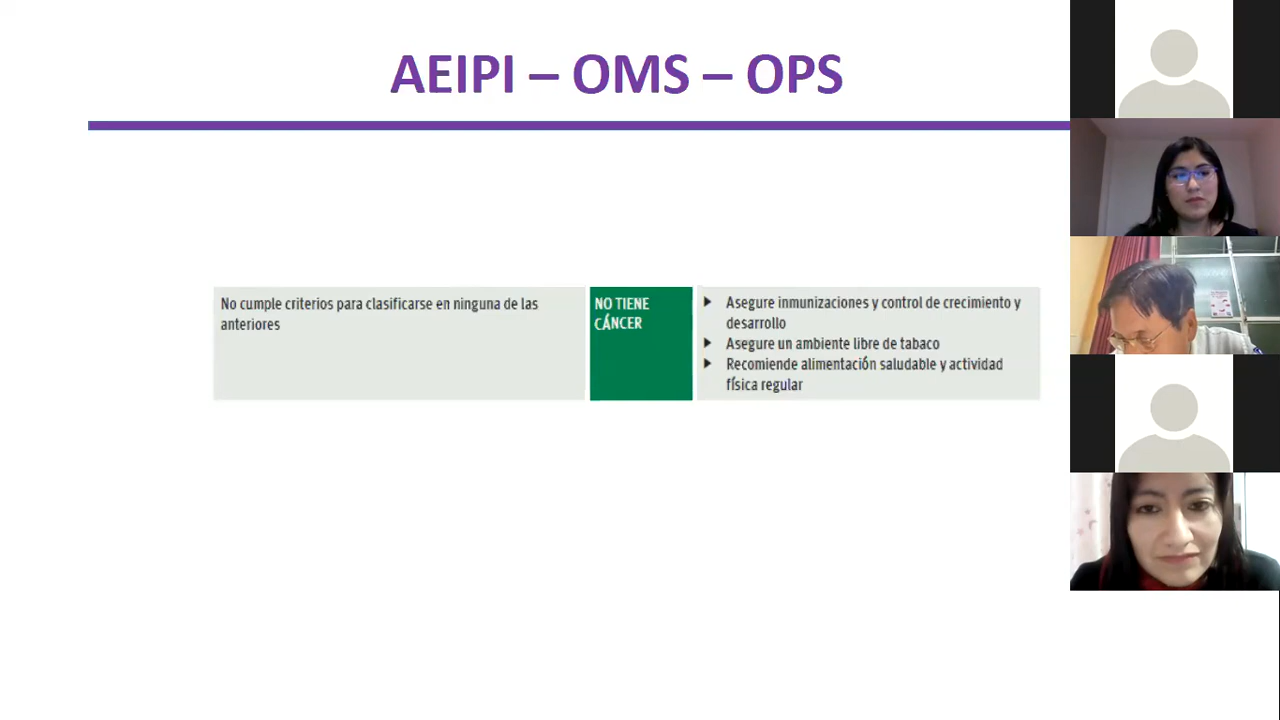 AEIPI – OMS – OPS
No cumple criterios para clasificarse en ninguna de las
anteriores
NO TIENE
CÁNCER
Asegure inmunizaciones y control de crecimiento y
desarrollo
Asegure un ambiente libre de tabaco
Recomiende alimentación saludable y actividad
física regular